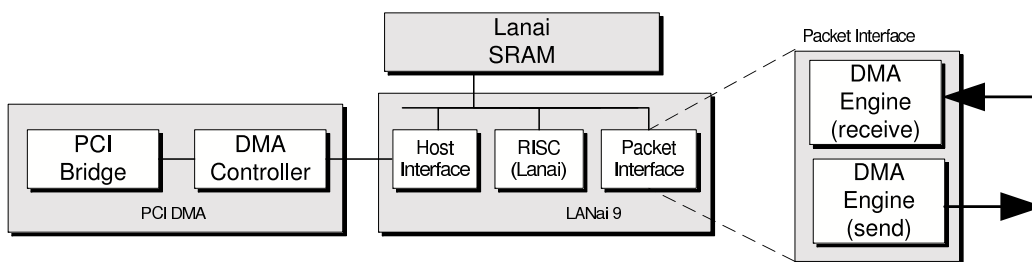 Lanai
SRAM
Packet Interface
DMA
Engine
(receive)
PCI
Bridge
DMA
Controller
Host
Interface
RISC
(Lanai)
Packet
Interface
DMA
Engine
(send)
PCI DMA
LANai 9